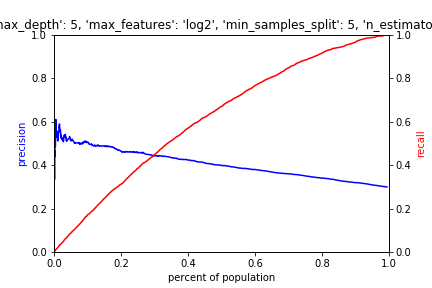 max_depth': 5, 'max_features': 'log2', 'min_samples_split': 5, 'n_estimato
1.0
0.8
0.6
0.4
0.2
0.0
precision
1.0
0.8
0.6
0.4
0.2
0.0
recall
0.0 0.2 0.4 0.6 0.8 1.0
percent of population